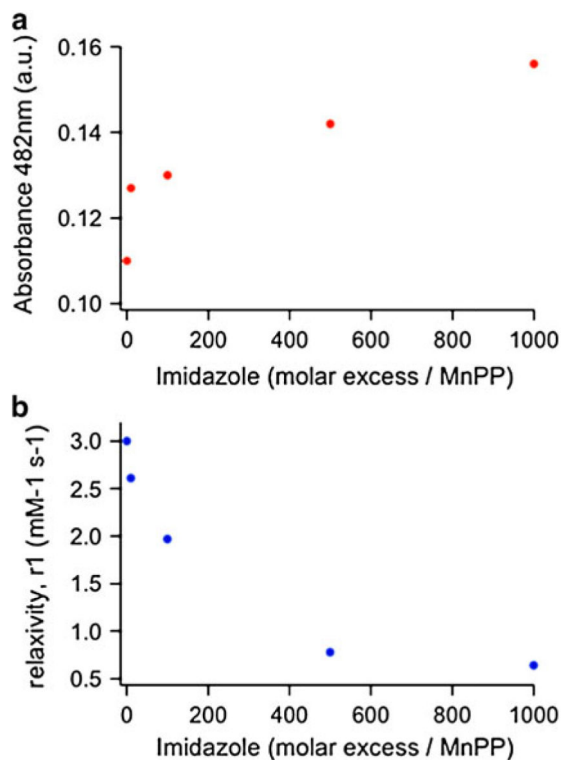 a
0.16
0.14
0.12
0.10
Absorbance 482nm (a.u.)
0 200 400 600 800 1000
Imidazole (molar excess / MnPP)
b
3.0
2.5
2.0
1.5
1.0
0.5
relaxivity, r1 (mM-1 s-1)
0 200 400 600 800 1000
Imidazole (molar excess / MnPP)